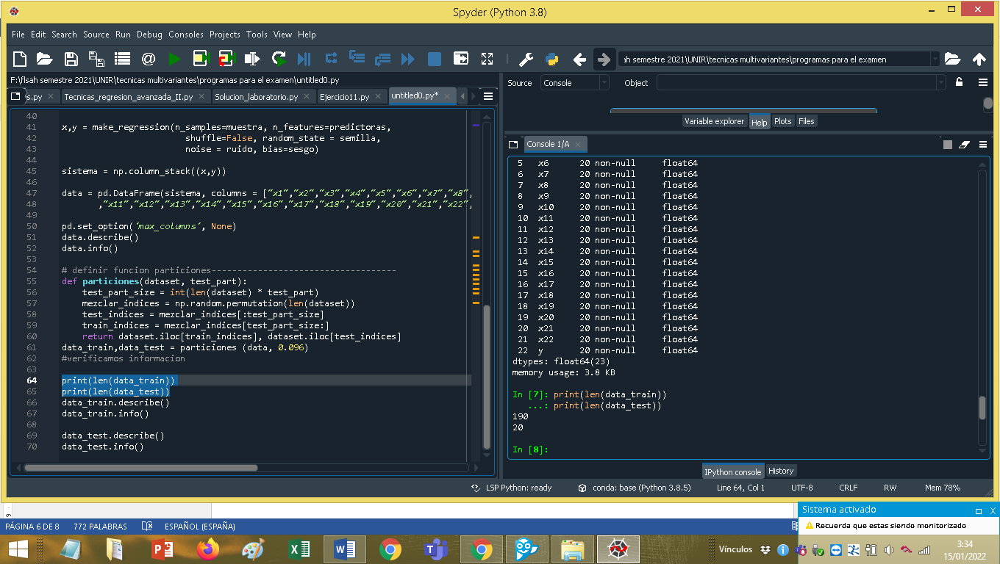 Spyder (Python 3.8)
File Edit Search Source Run Debug Consoles Projects Tools View Help
ah semestre 2021\UNIR\tecnicas multivariantes\programas para el examen
F:\flsah semestre 2021\UNIR\tecnicas multivariantes\programas para el examen\untitled0.py
s.py Tecnicas_regresion_avanzada_II.py Solucion_laboratorio.py Ejercicio11.py untitled0.py*
40
41 x,y = make_regression(n_samples=muestra, n_features=predictoras,
42 shuffle=False, random_state = semilla,
43 noise = ruido, bias=sesgo)
44
45 sistema = np.column_stack((x,y))
46
47 data = pd.DataFrame(sistema, columns = ["x1","x2","x3","x4","x5","x6","x7","x8",
48 ,"x11","x12","x13","x14","x15","x16","x17","x18","x19","x20","x21","x22",
49
50 pd.set_option('max_columns', None)
51 data.describe()
52 data.info()
53
54 # definir funcion particiones------------------------------------
55 def particiones(dataset, test_part):
56 test_part_size = int(len(dataset) * test_part)
57 mezclar_indices = np.random.permutation(len(dataset))
58 test_indices = mezclar_indices[:test_part_size]
59 train_indices = mezclar_indices[test_part_size:]
60 return dataset.iloc[train_indices], dataset.iloc[test_indices]
61 data_train,data_test = particiones (data, 0.096)
62 #verificamos informacion
63
64 print(len(data_train))
65 print(len(data_test))
66 data_train.describe()
67 data_train.info()
68
69 data_test.describe()
70 data_test.info()
Source Console Object
Variable explorer Help Plots Files
Console 1/A
5 x6 20 non-null float64
6 x7 20 non-null float64
7 x8 20 non-null float64
8 x9 20 non-null float64
9 x10 20 non-null float64
10 x11 20 non-null float64
11 x12 20 non-null float64
12 x13 20 non-null float64
13 x14 20 non-null float64
14 x15 20 non-null float64
15 x16 20 non-null float64
16 x17 20 non-null float64
17 x18 20 non-null float64
18 x19 20 non-null float64
19 x20 20 non-null float64
20 x21 20 non-null float64
21 x22 20 non-null float64
22 y 20 non-null float64
dtypes: float64(23)
memory usage: 3.8 KB
In [7]: print(len(data_train))
...: print(len(data_test))
190
20
In [8]:
IPython console History
LSP Python: ready conda: base (Python 3.8.5) Line 64, Col 1 UTF-8 CRLF RW Mem 78%
Sistema activado
Recuerda que estas siendo monitorizado
PÁGINA 6 DE 8 772 PALABRAS ESPAÑOL (ESPAÑA)
Vínculos
3:34
15/01/2022